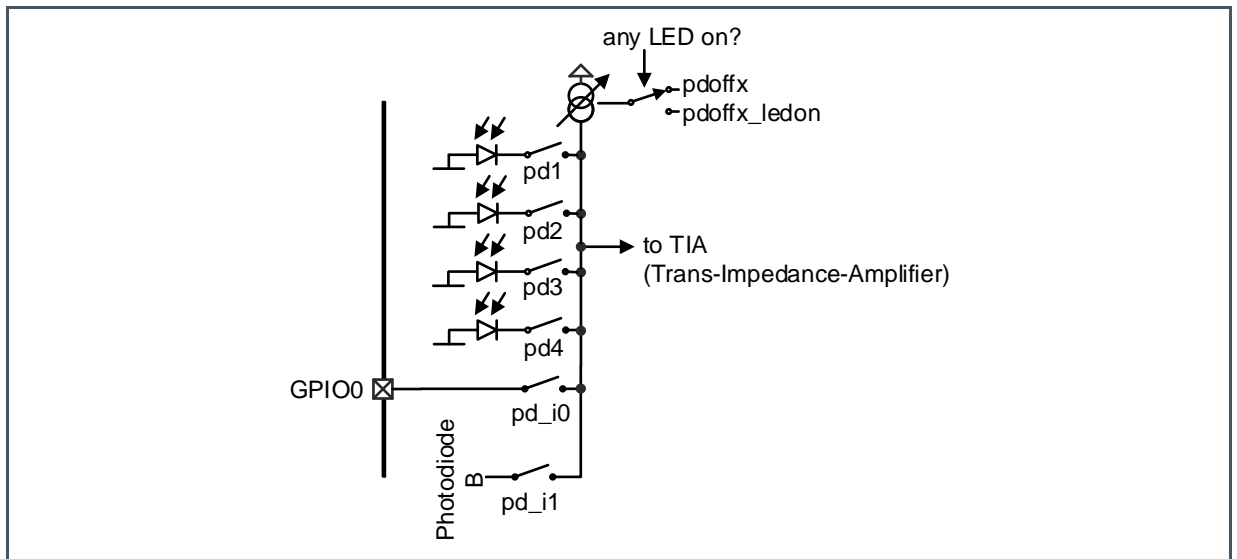 any LED on?
pdoffx
pdoffx_ledon
pd1
pd2
to TIA
(Trans-Impedance-Amplifier)
pd3
pd4
GPIO0
pd_i0
Photodiode
B
pd_i1